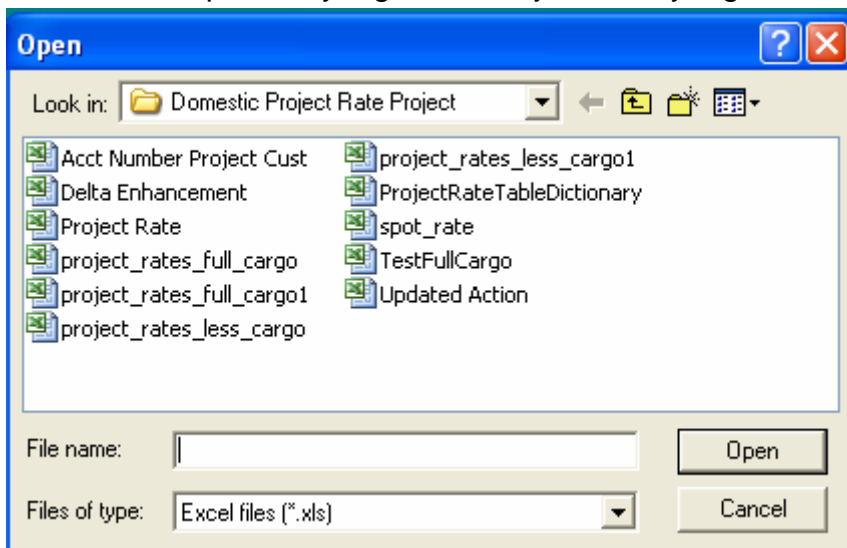 Open
Look in: Domestic Project Rate Project
Acct Number Project Cust
Delta Enhancement
Project Rate
project_rates_full_cargo
project_rates_full_cargo1
project_rates_less_cargo
project_rates_less_cargo1
ProjectRateTableDictionary
spot_rate
TestFullCargo
Updated Action
File name:
Open
Files of type: Excel files (*.xls)
Cancel